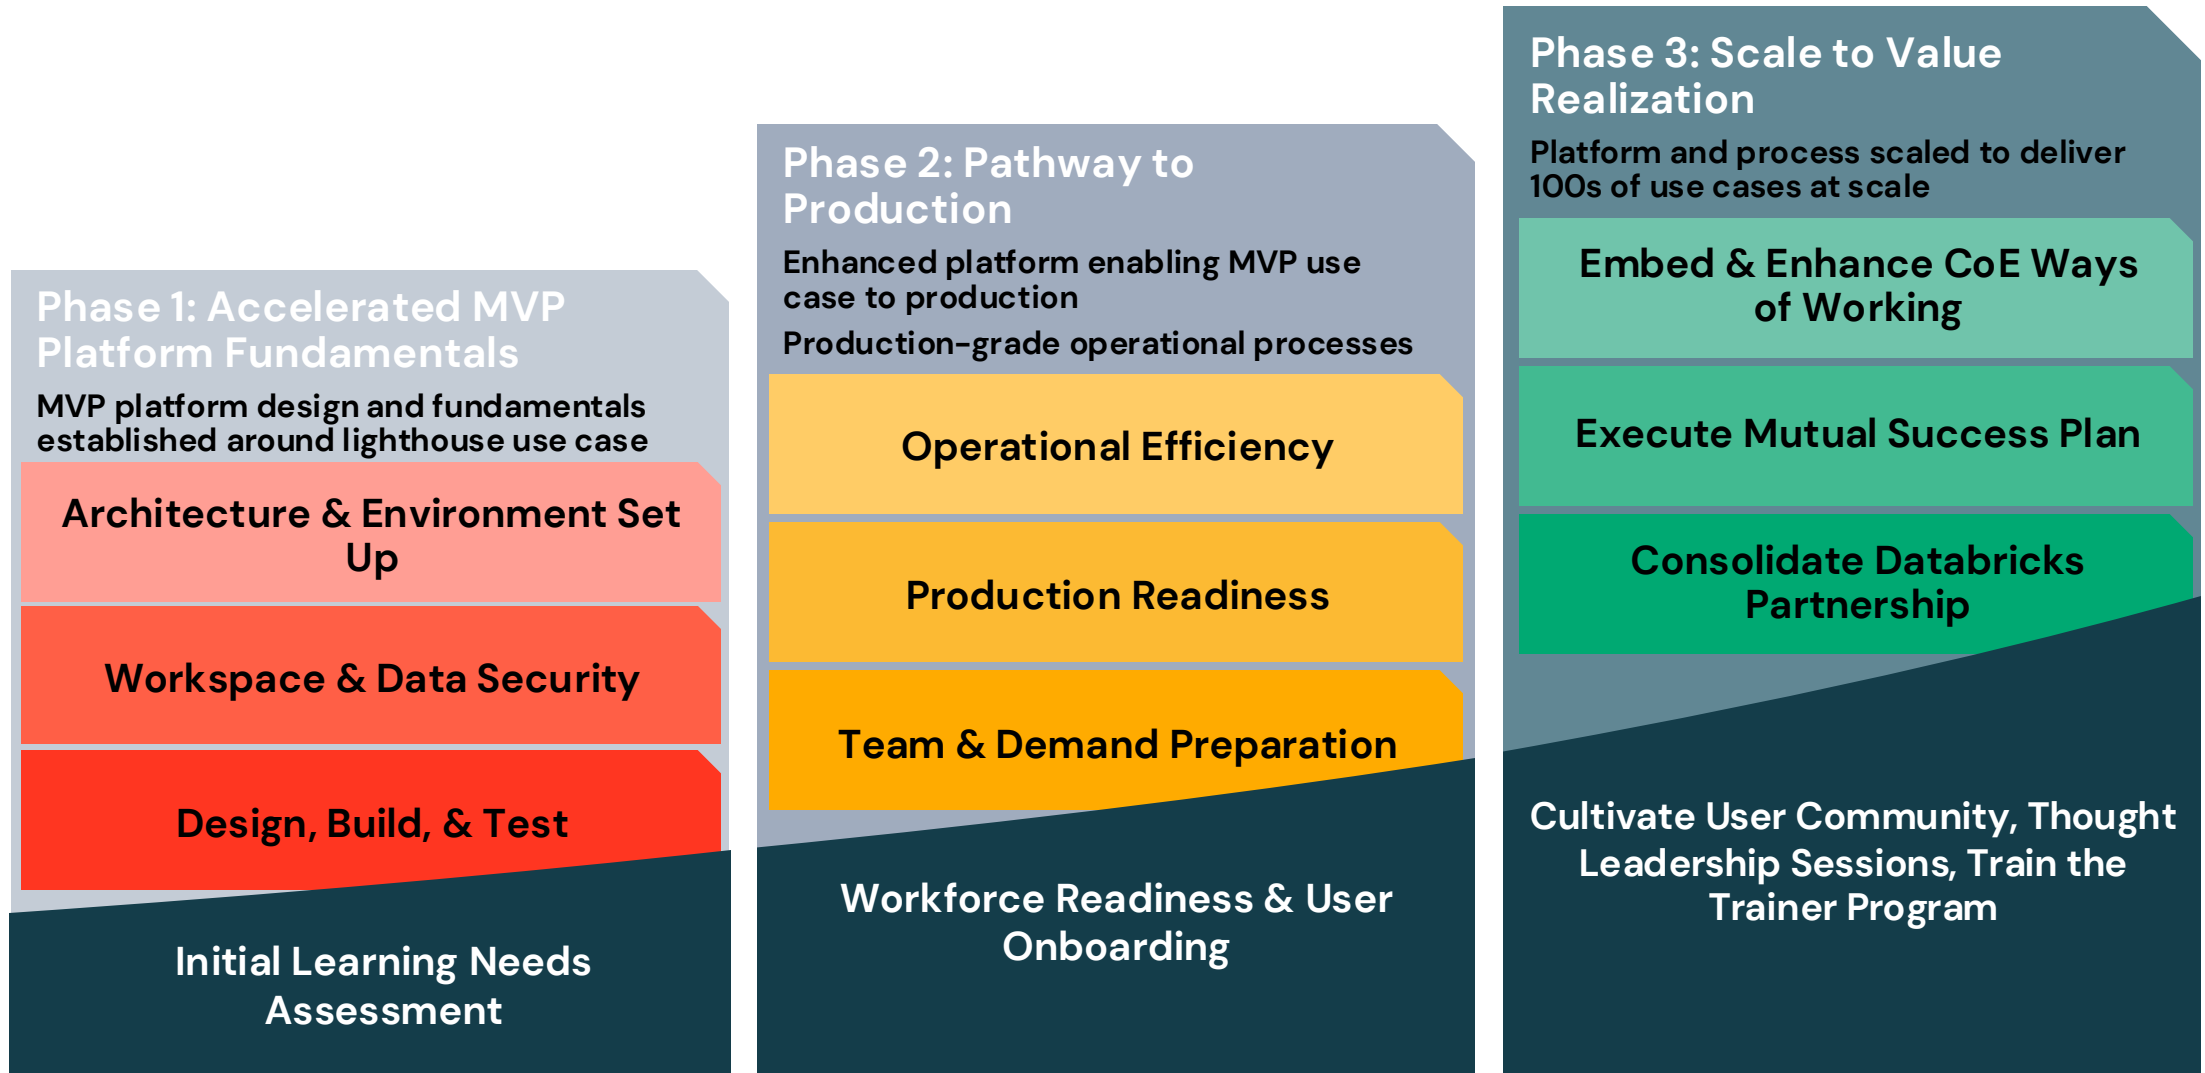 Phase 1: Accelerated MVP
Platform Fundamentals
MVP platform design and fundamentals
established around lighthouse use case
Architecture & Environment Set
Up
Workspace & Data Security
Design, Build, & Test
Initial Learning Needs
Assessment
Phase 2: Pathway to
Production
Enhanced platform enabling MVP use
case to production
Production-grade operational processes
Operational Efficiency
Production Readiness
Team & Demand Preparation
Workforce Readiness & User
Onboarding
Phase 3: Scale to Value
Realization
Platform and process scaled to deliver
100s of use cases at scale
Embed & Enhance CoE Ways
of Working
Execute Mutual Success Plan
Consolidate Databricks
Partnership
Cultivate User Community, Thought
Leadership Sessions, Train the
Trainer Program